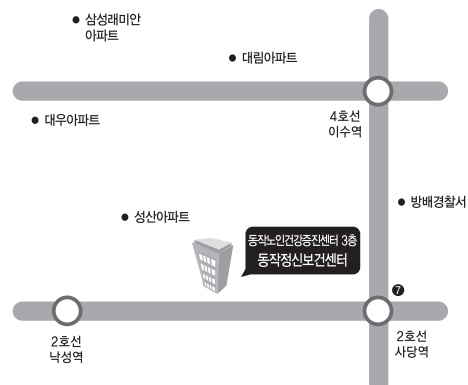 삼성래미안
아파트
대림아파트
대우아파트
4호선
이수역
방배경찰서
성산아파트
동작노인건강증진센터 3층
동작정신보건센터
7
2호선
낙성역
2호선
사당역